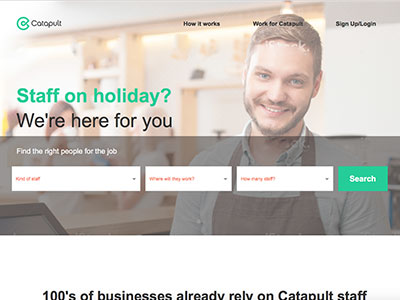 Catapult
How it works
Work for Catapult
Sign Up/Login
Staff on holiday?
We're here for you
Find the right people for the job
Kind of staff
Where will they work?
How many staff?
Search
100's of businesses already rely on Catapult staff